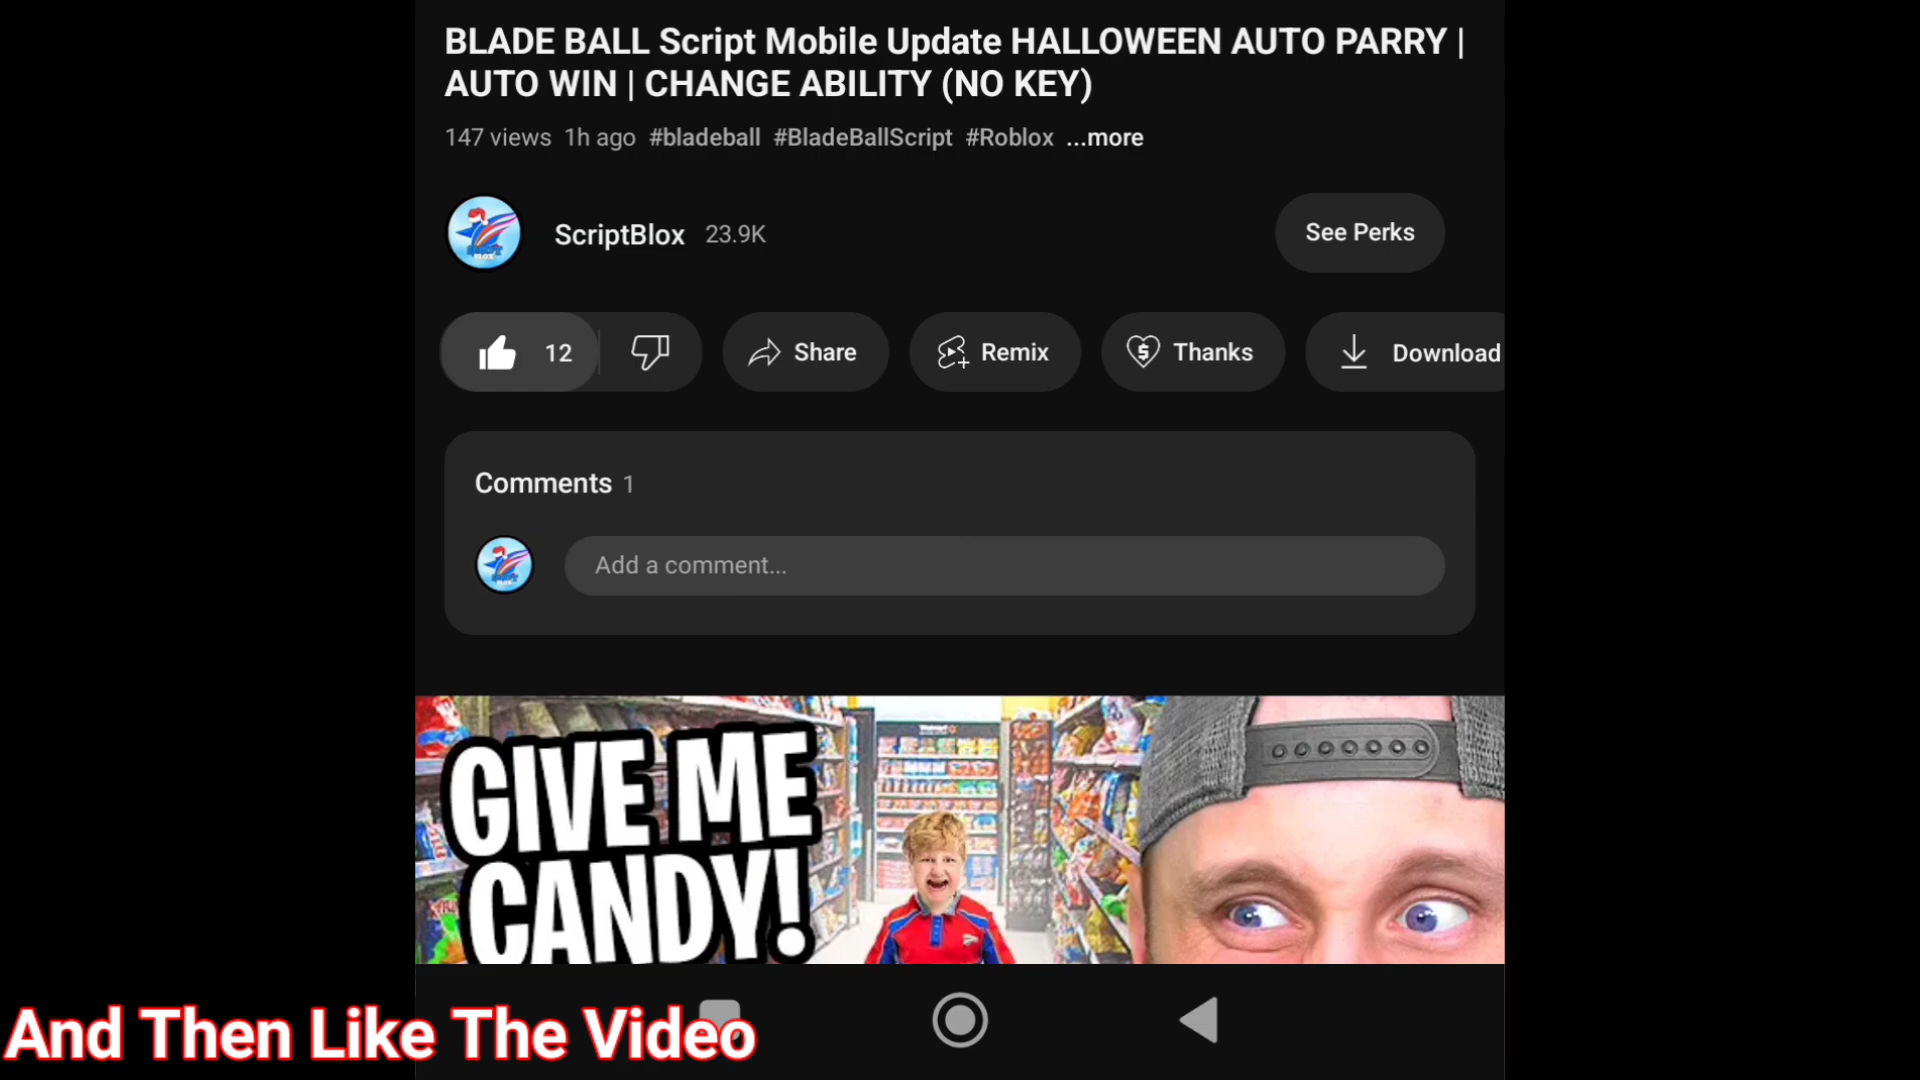 BLADE BALL Script Mobile Update HALLOWEEN AUTO PARRY |
AUTO WIN | CHANGE ABILITY (NO KEY)
147 views 1h ago #bladeball #BladeBallScript #Roblox ...more
ScriptBlox 23.9K
See Perks
12
Share
Remix
Thanks
Download
Comments 1
Add a comment...
GIVE ME
CANDY!
And Then Like The Video